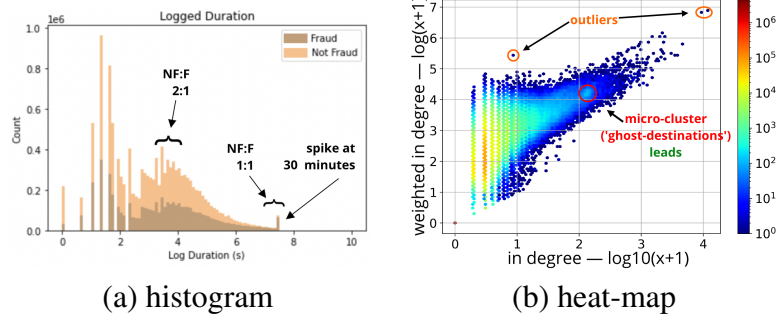 Logged Duration
1e6
Fraud
Not Fraud
NF:F
2:1
NF:F
1:1
spike at
30 minutes
1.0
0.8
0.6
0.4
0.2
0.0
Count
0
2
4
6
8
10
Log Duration (s)
(a) histogram
outliers
micro-cluster
('ghost-destinations')
leads
7
6
5
4
3
2
1
0
weighted in degree — log(x+1)
0
1
2
3
4
in degree — log10(x+1)
10⁶
10⁵
10⁴
10³
10²
10¹
10⁰
(b) heat-map